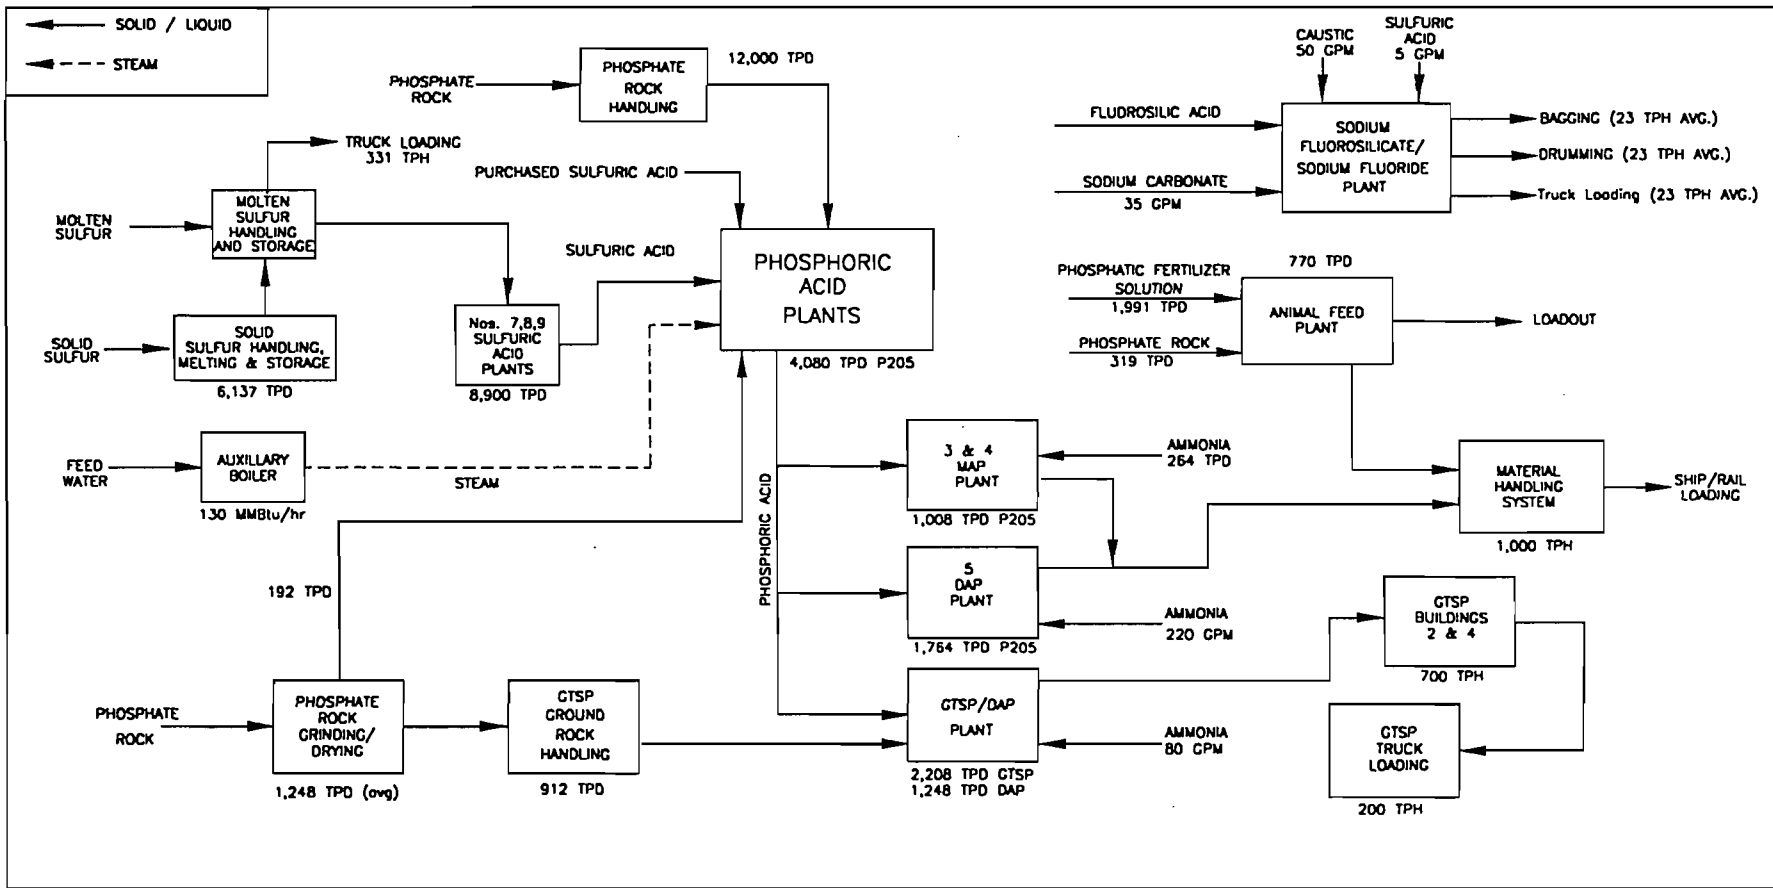 SOLID / LIQUID
STEAM
PHOSPHATE
ROCK
PHOSPHATE
ROCK
HANDLING
12,000 TPD
TRUCK LOADING
331 TPH
PURCHASED SULFURIC ACID
MOLTEN
SULFUR
MOLTEN
SULFUR
HANDLING
AND STORAGE
SULFURIC ACID
SOLID
SULFUR
SOLID
SULFUR HANDLING,
MELTING & STORAGE
6,137 TPD
Nos. 7,8,9
SULFURIC
ACID
PLANTS
8,900 TPD
PHOSPHORIC
ACID
PLANTS
4,080 TPD P205
FEED
WATER
AUXILLARY
BOILER
130 MMBtu/hr
STEAM
192 TPD
PHOSPHORIC ACID
PHOSPHATE
ROCK
PHOSPHATE
ROCK
GRINDING/
DRYING
1,248 TPD (avg)
GTSP
GROUND
ROCK
HANDLING
912 TPD
3 & 4
MAP
PLANT
1,008 TPD P205
AMMONIA
264 TPD
5
DAP
PLANT
1,764 TPD P205
AMMONIA
220 GPM
GTSP/DAP
PLANT
2,208 TPD GTSP
1,248 TPD DAP
AMMONIA
80 GPM
CAUSTIC
50 GPM
SULFURIC
ACID
5 GPM
FLUDROSILIC ACID
SODIUM CARBONATE
35 GPM
SODIUM
FLUOROSILICATE/
SODIUM FLUORIDE
PLANT
BAGGING (23 TPH AVG.)
DRUMMING (23 TPH AVG.)
Truck Loading (23 TPH AVG.)
PHOSPHATIC FERTILIZER
SOLUTION
1,991 TPD
PHOSPHATE ROCK
319 TPD
770 TPD
ANIMAL FEED
PLANT
LOADOUT
MATERIAL
HANDLING
SYSTEM
1,000 TPH
SHIP/RAIL
LOADING
GTSP
BUILDINGS
2 & 4
700 TPH
GTSP
TRUCK
LOADING
200 TPH